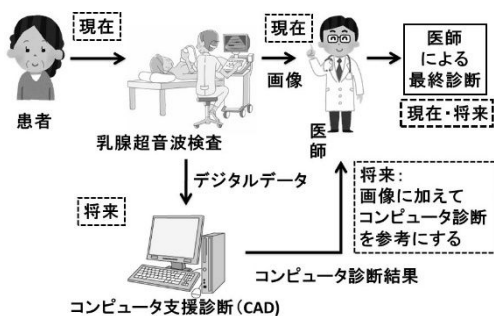 現在
現在
医師
による
最終診断
画像
患者
医
師
現在・将来
乳腺超音波検査
デジタルデータ
将来:
画像に加えて
コンピュータ診断
を参考にする
将来
コンピュータ診断結果
コンピュータ支援診断(CAD)